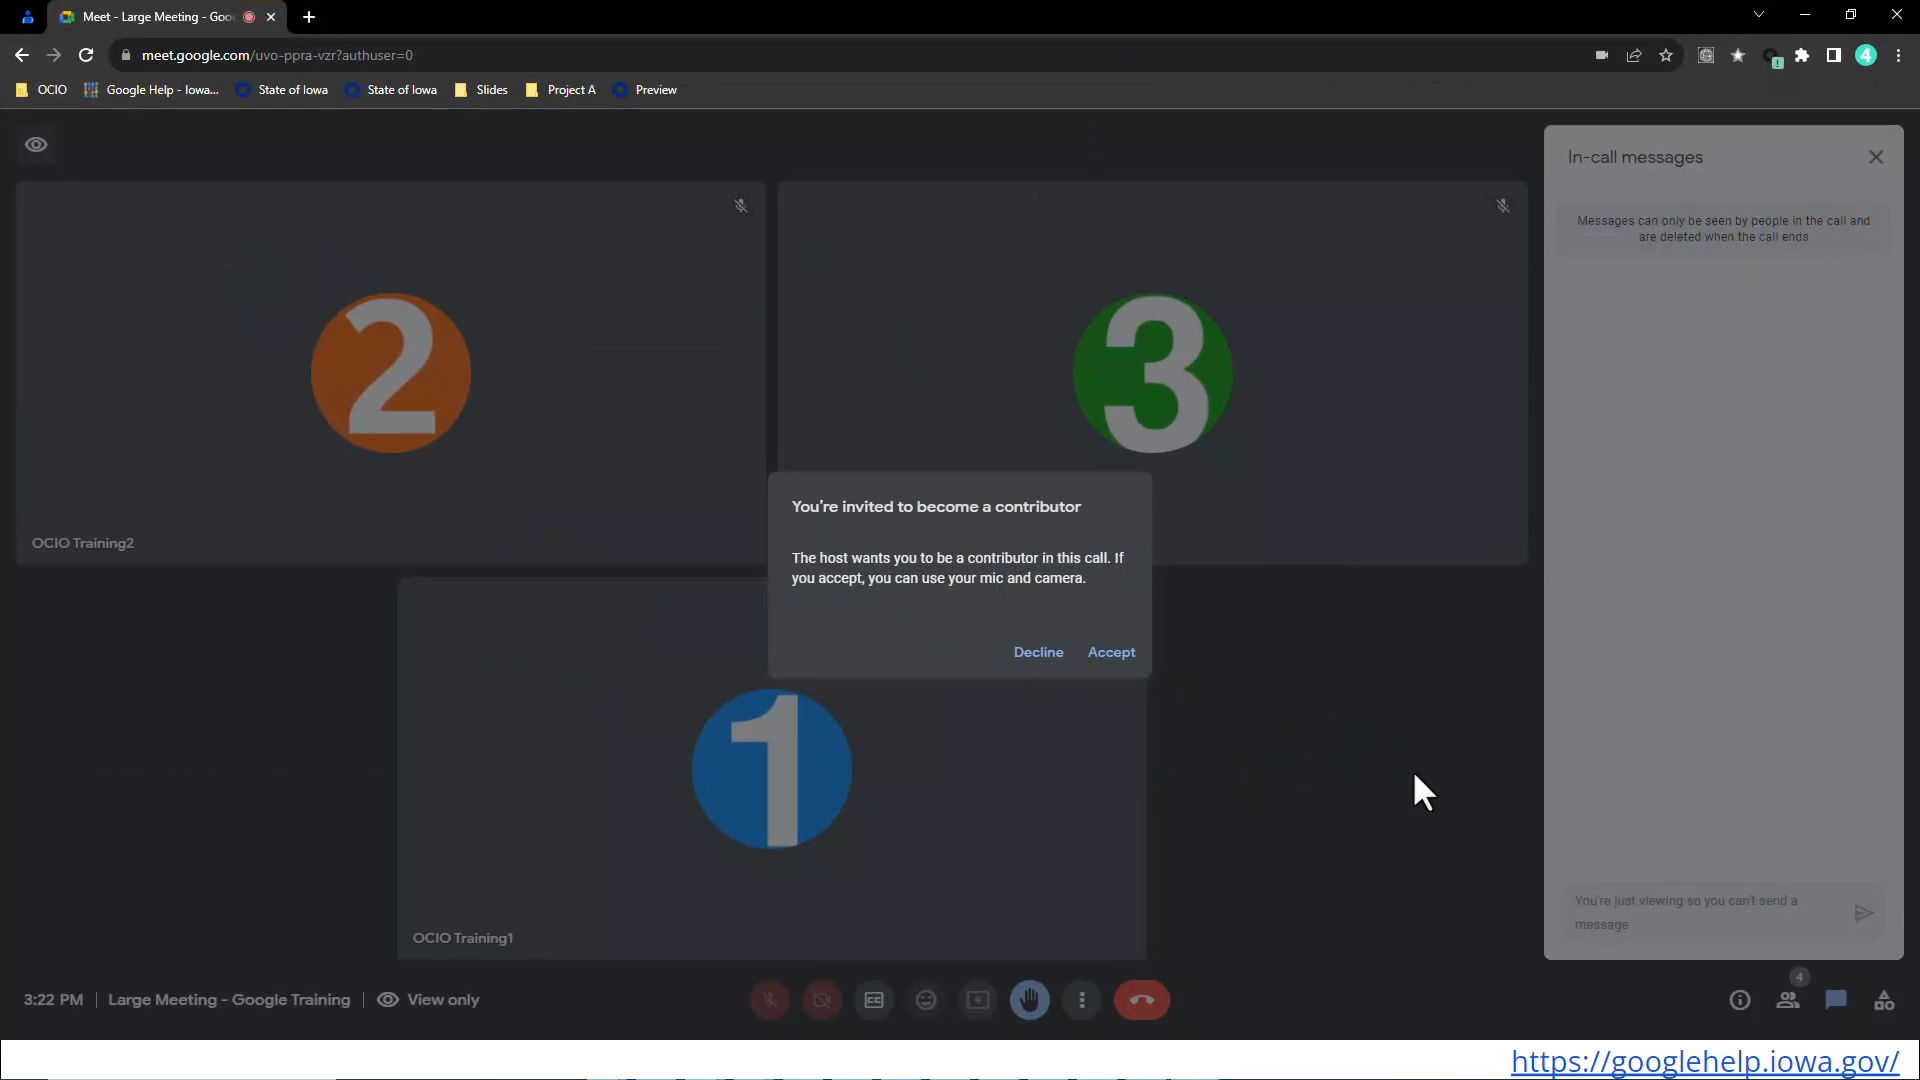 Meet - Large Meeting - Goo
meet.google.com/uvo-ppra-vzr?authuser=0
4
OCIO
Google Help - Iowa...
State of Iowa
State of Iowa
Slides
Project A
Preview
In-call messages
Messages can only be seen by people in the call and
are deleted when the call ends
2
3
You're invited to become a contributor
The host wants you to be a contributor in this call. If
you accept, you can use your mic and camera.
Decline
Accept
OCIO Training2
1
OCIO Training1
You're just viewing so you can't send a
message
3:22 PM | Large Meeting - Google Training | View only
CC
4
https://googlehelp.iowa.gov/